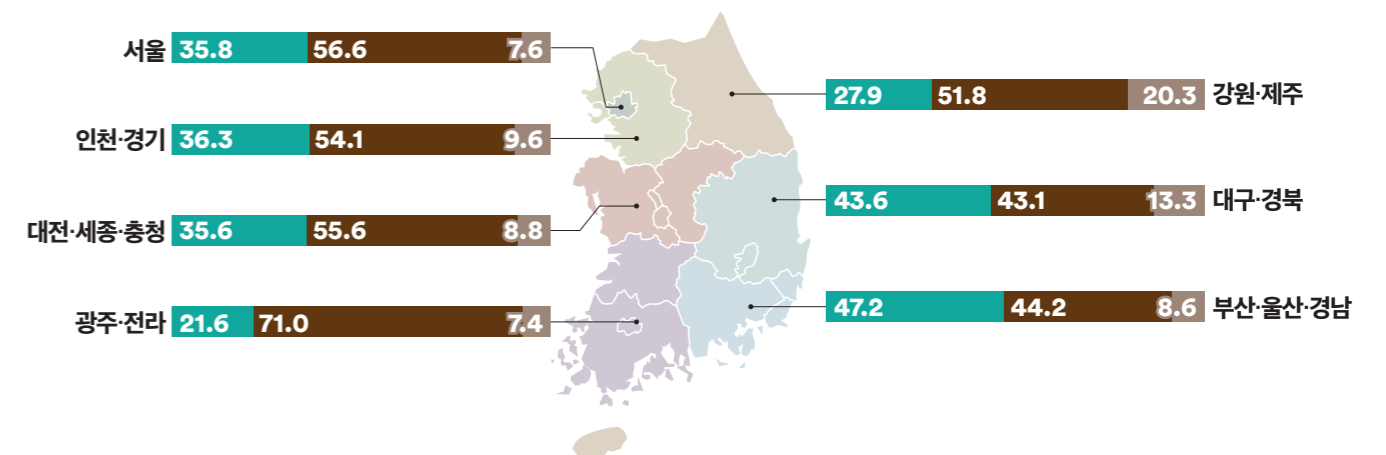 서울 35.8 56.6 7.6
인천·경기 36.3 54.1 9.6
대전·세종·충청 35.6 55.6 8.8
광주·전라 21.6 71.0 7.4
27.9 51.8 20.3 강원·제주
43.6 43.1 13.3 대구·경북
47.2 44.2 8.6 부산·울산·경남